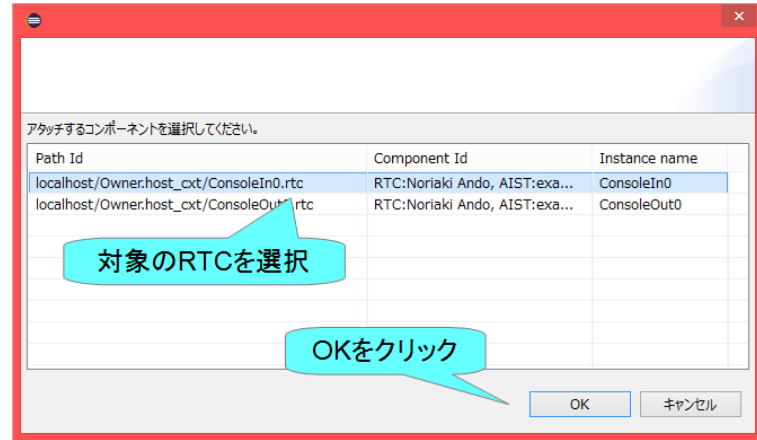 アタッチするコンポーネントを選択してください。
Path Id Component Id Instance name
localhost/Owner.host_cxt/ConsoleIn0.rtc RTC:Noriaki Ando, AIST:exa... ConsoleIn0
localhost/Owner.host_cxt/ConsoleOut0.rtc RTC:Noriaki Ando, AIST:exa... ConsoleOut0
対象のRTCを選択
OKをクリック
OK キャンセル